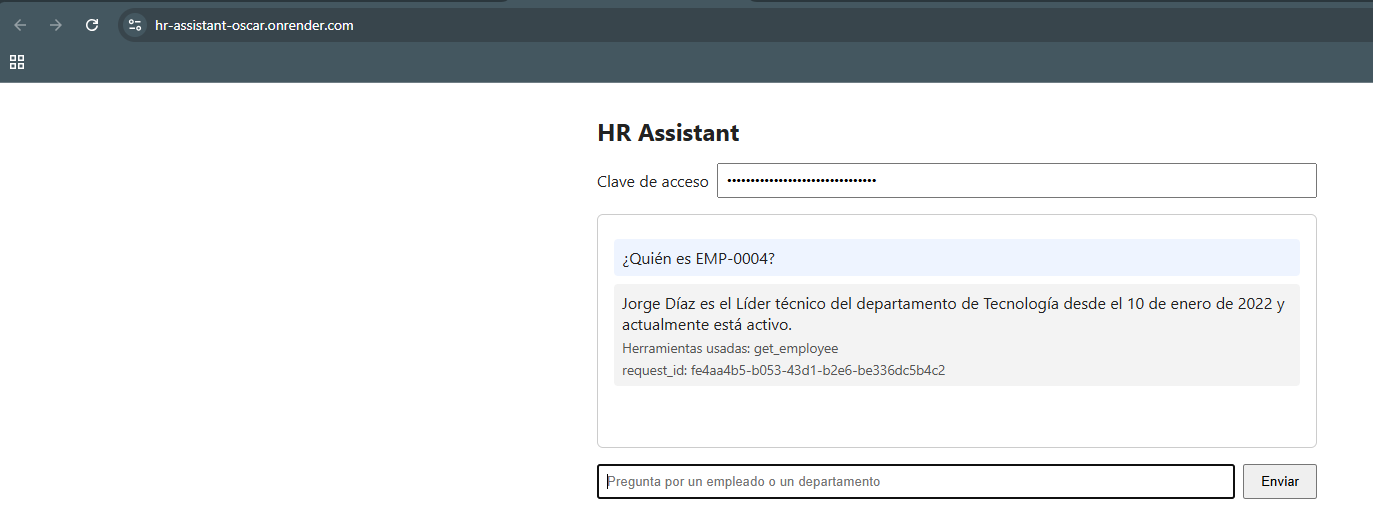 hr-assistant-oscar.onrender.com
HR Assistant
Clave de acceso ••••••••••••••••••••••••••••••••
¿Quién es EMP-0004?
Jorge Díaz es el Líder técnico del departamento de Tecnología desde el 10 de enero de 2022 y
actualmente está activo.
Herramientas usadas: get_employee
request_id: fe4aa4b5-b053-43d1-b2e6-be336dc5b4c2
Pregunta por un empleado o un departamento
Enviar